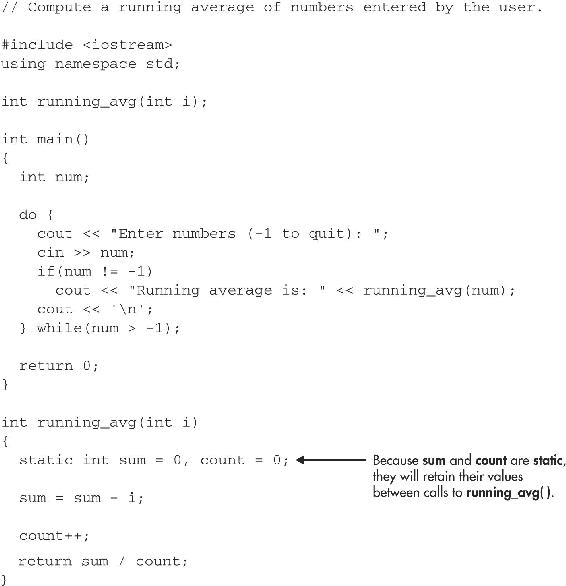 // Compute a running average of numbers entered by the user.
#include <iostream>
using namespace std;
int running_avg(int i);
int main()
{
int num;
do {
cout << "Enter numbers (-1 to quit): ";
cin >> num;
if(num != -1)
cout << "Running average is: " << running_avg(num);
cout << '\n';
} while(num > -1);
return 0;
}
int running_avg(int i)
{
static int sum = 0, count = 0;
Because sum and count are static,
they will retain their values
between calls to running_avg( ).
sum = sum - i;
count++;
return sum / count;
}